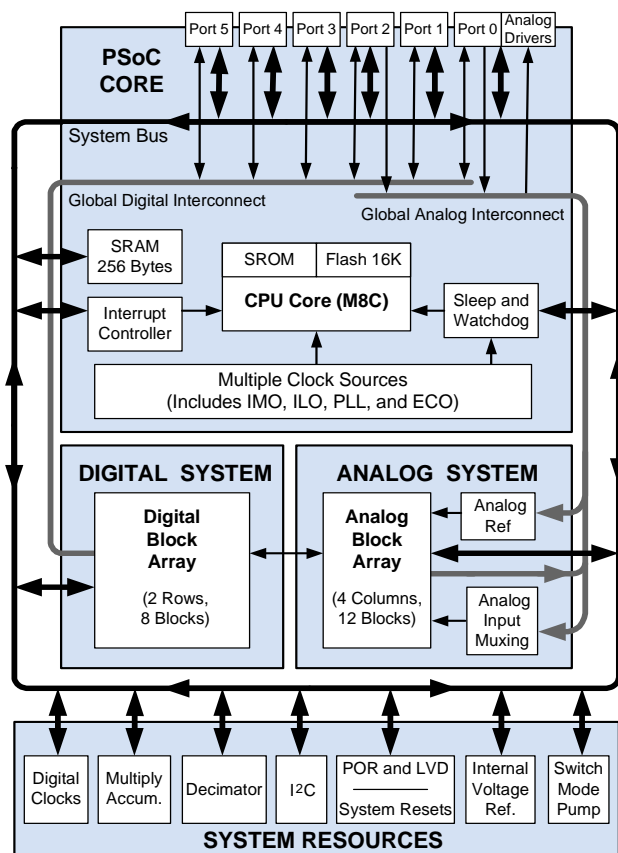 Port 5
Port 4
Port 3
Port 2
Port 1
Port 0
Analog
Drivers
PSoC
CORE
System Bus
Global Digital Interconnect
Global Analog Interconnect
SRAM
256 Bytes
SROM
Flash 16K
CPU Core (M8C)
Interrupt
Controller
Sleep and
Watchdog
Multiple Clock Sources
(Includes IMO, ILO, PLL, and ECO)
DIGITAL SYSTEM
Digital
Block
Array
(2 Rows,
8 Blocks)
ANALOG SYSTEM
Analog
Block
Array
(4 Columns,
12 Blocks)
Analog
Ref
Analog
Input
Muxing
Digital
Clocks
Multiply
Accum.
Decimator
I2C
POR and LVD
System Resets
Internal
Voltage
Ref.
Switch
Mode
Pump
SYSTEM RESOURCES